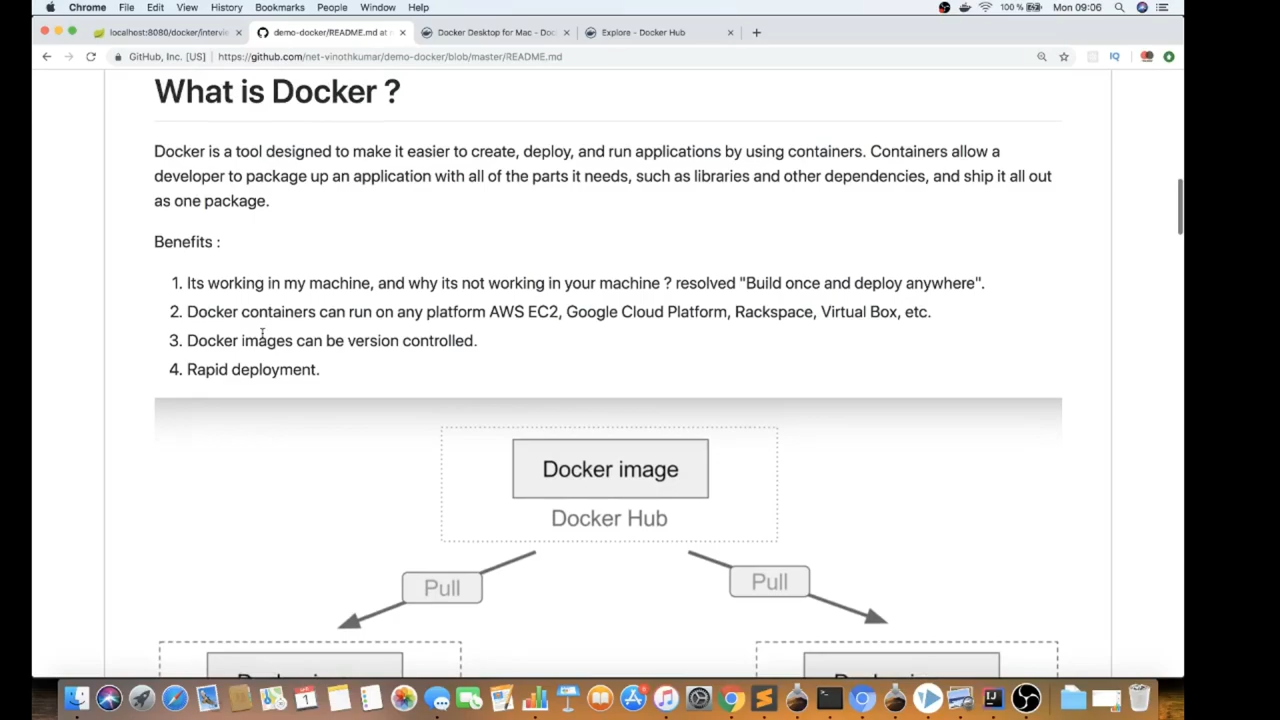 Chrome File Edit View History Bookmarks People Window Help 100 % Mon 09:06
localhost:8080/docker/intervi demo-docker/README.md at Docker Desktop for Mac - Doc Explore - Docker Hub
GitHub, Inc. [US] https://github.com/net-vinothkumar/demo-docker/blob/master/README.md IQ
What is Docker ?
Docker is a tool designed to make it easier to create, deploy, and run applications by using containers. Containers allow a
developer to package up an application with all of the parts it needs, such as libraries and other dependencies, and ship it all out
as one package.
Benefits :
1. Its working in my machine, and why its not working in your machine ? resolved "Build once and deploy anywhere".
2. Docker containers can run on any platform AWS EC2, Google Cloud Platform, Rackspace, Virtual Box, etc.
3. Docker images can be version controlled.
4. Rapid deployment.
Docker image
Docker Hub
Pull
Pull